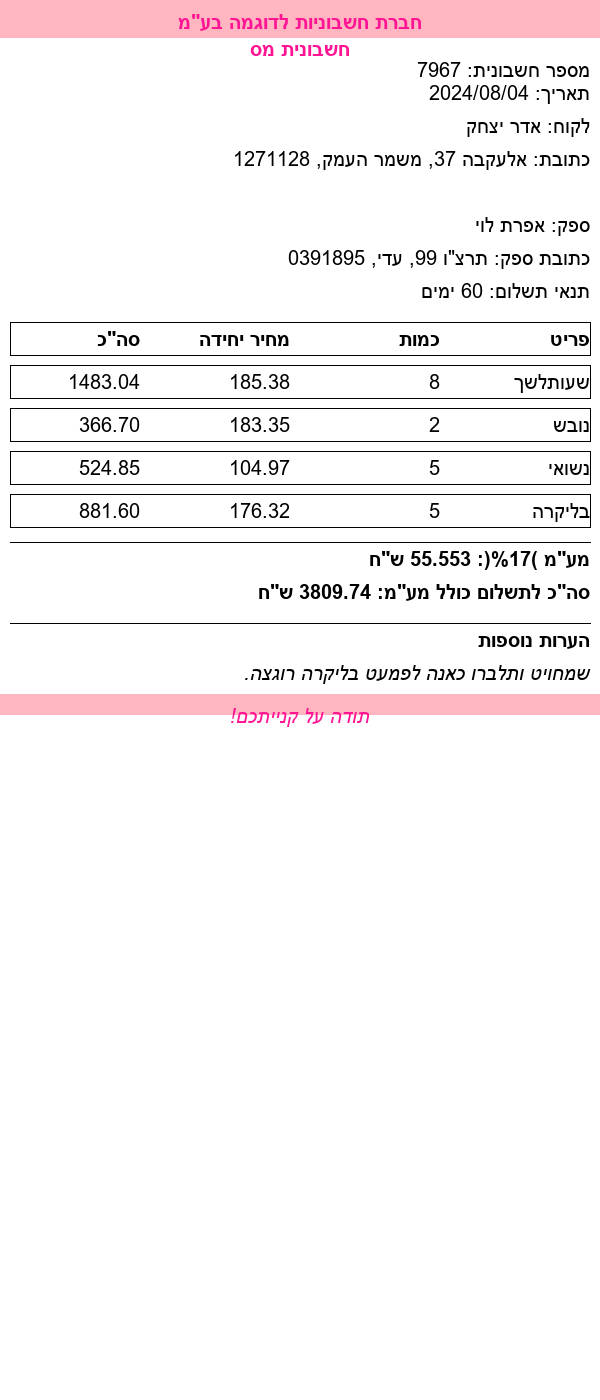 חברת חשבוניות לדוגמה בע"מ
חשבונית מס
מספר חשבונית: 7967
תאריך: 2024/08/04
לקוח: אדר יצחק
כתובת: אלעקבה 37, משמר העמק, 1271128
ספק: אפרת לוי
כתובת ספק: תרצ"ו 99, עדי, 0391895
תנאי תשלום: 60 ימים
פריט כמות מחיר יחידה סה"כ
שעותלשך 8 185.38 1483.04
נובש 2 183.35 366.70
נשואי 5 104.97 524.85
בליקרה 5 176.32 881.60
מע"מ )17%(: 55.553 ש"ח
סה"כ לתשלום כולל מע"מ: 3809.74 ש"ח
הערות נוספות
שמחויט ותלברו כאנה לפמעט בליקרה רוגצה.
תודה על קנייתכם!